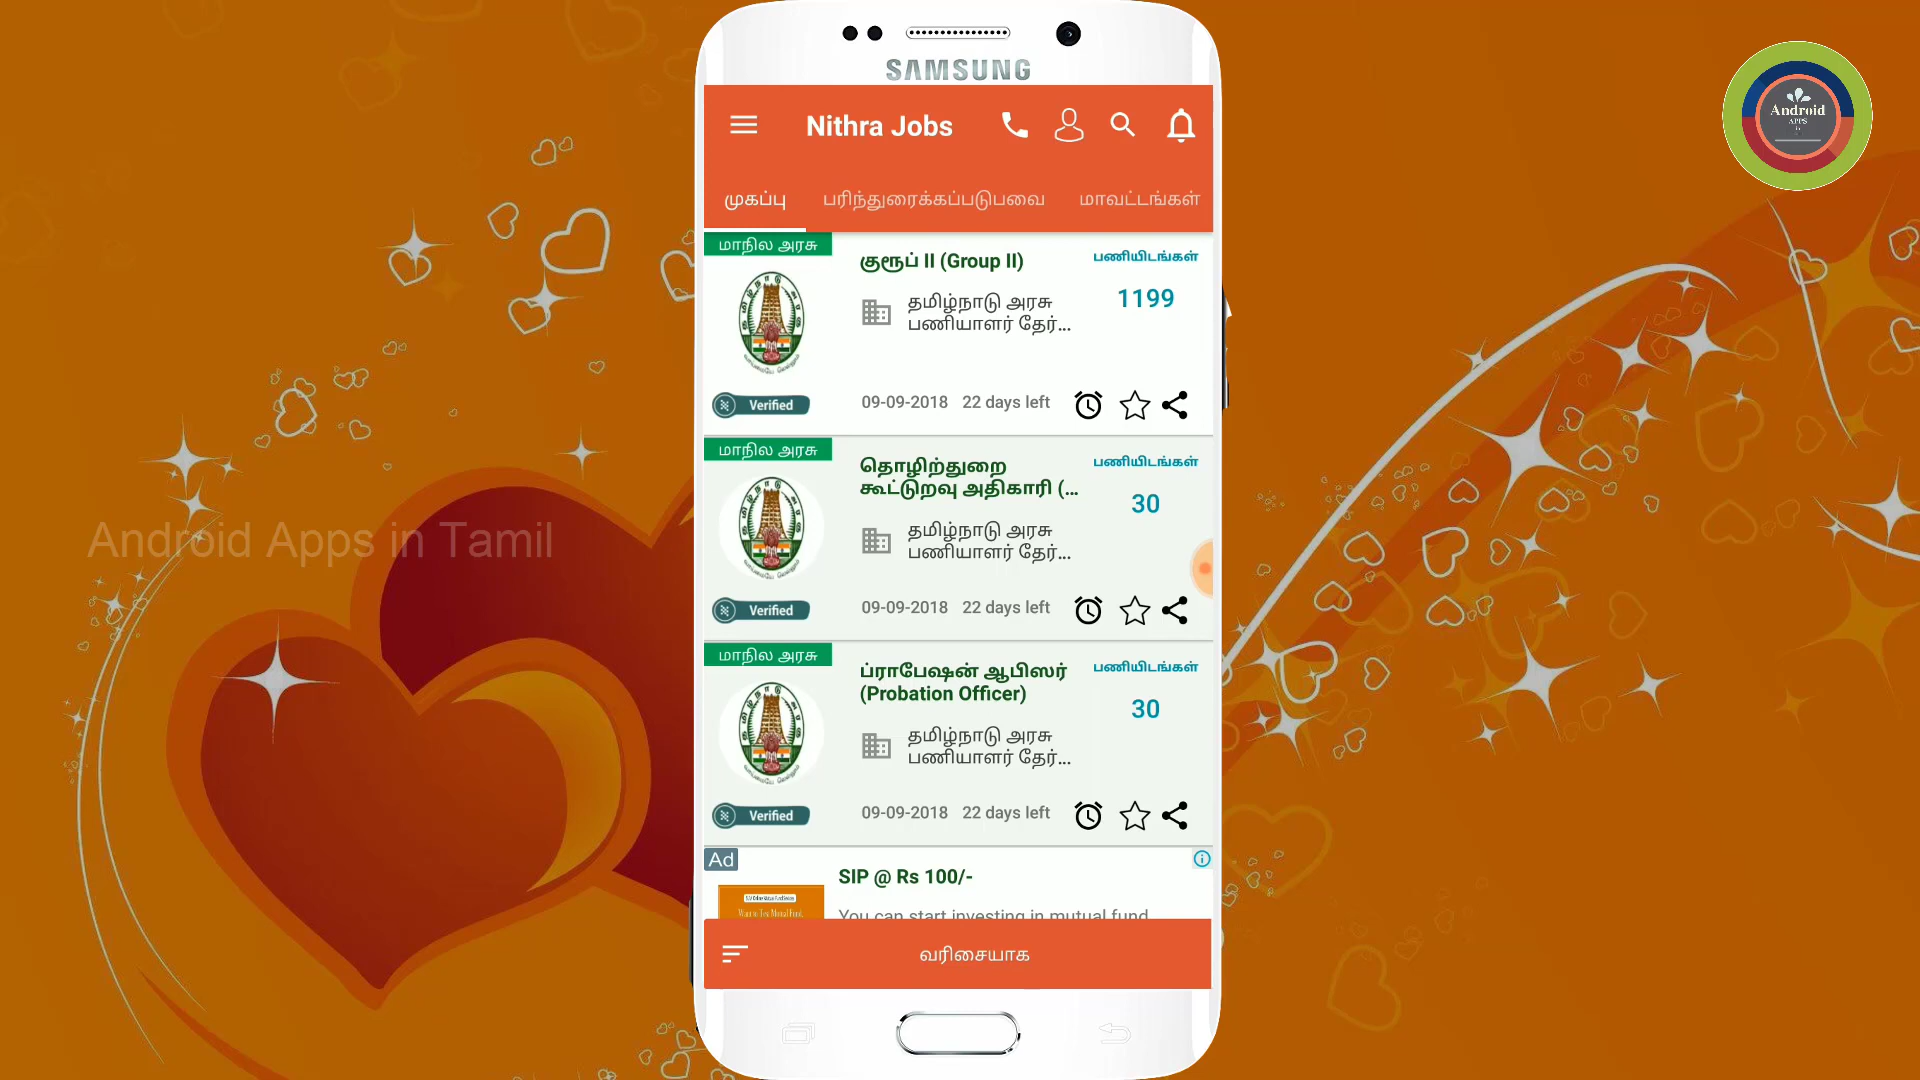 SAMSUNG
Nithra Jobs
முகப்பு பரிந்துரைக்கப்படுபவை மாவட்டங்கள்
மாநில அரசு
குரூப் II (Group II)
பணியிடங்கள்
1199
தமிழ்நாடு அரசு
பணியாளர் தேர்...
Verified
09-09-2018 22 days left
மாநில அரசு
தொழிற்துறை
கூட்டுறவு அதிகாரி (...
பணியிடங்கள்
30
தமிழ்நாடு அரசு
பணியாளர் தேர்...
Verified
09-09-2018 22 days left
மாநில அரசு
ப்ராபேஷன் ஆபிஸர்
(Probation Officer)
பணியிடங்கள்
30
தமிழ்நாடு அரசு
பணியாளர் தேர்...
Verified
09-09-2018 22 days left
Ad
SIP @ Rs 100/-
You can start investing in mutual fund
வரிசையாக
Android Apps in Tamil
Android
APPS